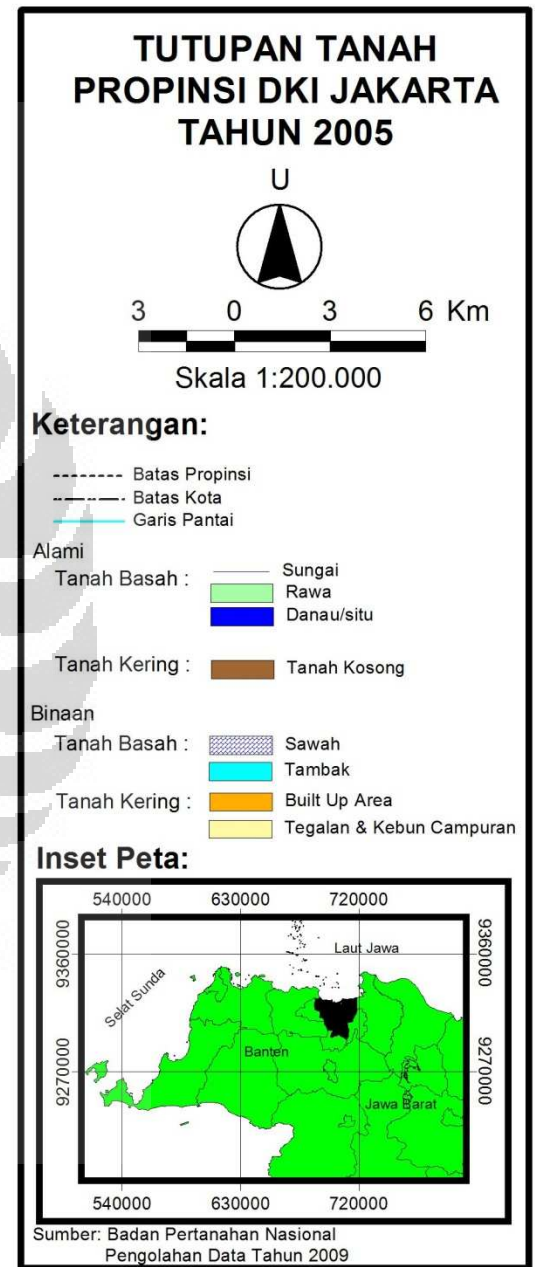 TUTUPAN TANAH
PROPINSI DKI JAKARTA
TAHUN 2005
U
3 0 3 6 Km
Skala 1:200.000
Keterangan:
Batas Propinsi
Batas Kota
Garis Pantai
Alami
Tanah Basah : Sungai
Rawa
Danau/situ
Tanah Kering : Tanah Kosong
Binaan
Tanah Basah : Sawah
Tambak
Tanah Kering : Built Up Area
Tegalan & Kebun Campuran
Inset Peta:
540000 630000 720000
9360000 Laut Jawa 9360000
Selat Sunda
Banten
9270000 9270000
Jawa Barat
540000 630000 720000
Sumber: Badan Pertanahan Nasional
Pengolahan Data Tahun 2009